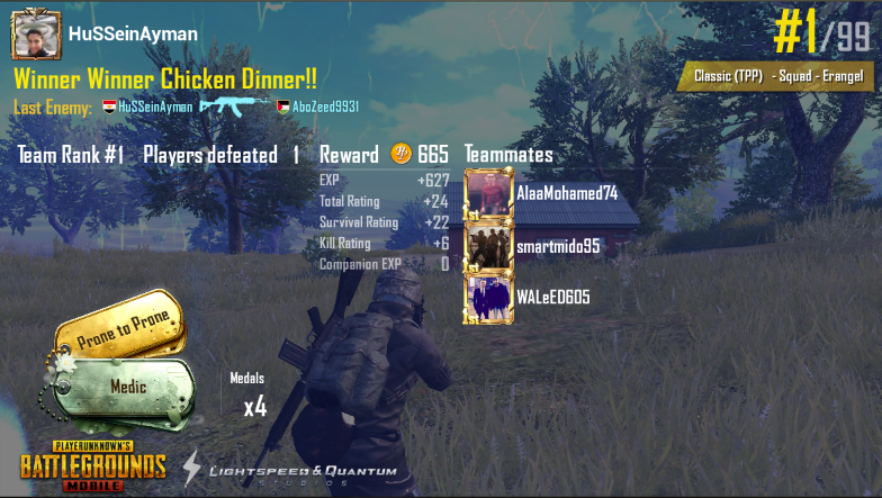 HuSSeinAyman
#1/99
Winner Winner Chicken Dinner!!
Classic (TPP) - Squad - Erangel
Last Enemy: HuSSeinAyman AboZeed9931
Team Rank #1 Players defeated 1 Reward 665 Teammates
EXP +627
Total Rating +24
Survival Rating +22
Kill Rating +6
Companion EXP 0
1st AlaaMohamed74
1st smartmido95
1st WALeED605
Prone to Prone
Medic
Medals
x4
PLAYERUNKNOWN'S
BATTLEGROUNDS
MOBILE
LIGHTSPEED & QUANTUM
STUDIOS